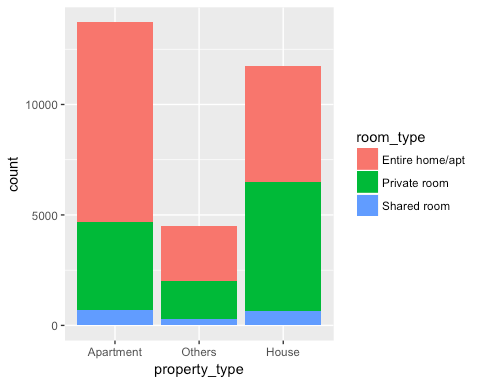 10000
5000
0
count
Apartment
Others
House
property_type
room_type
Entire home/apt
Private room
Shared room